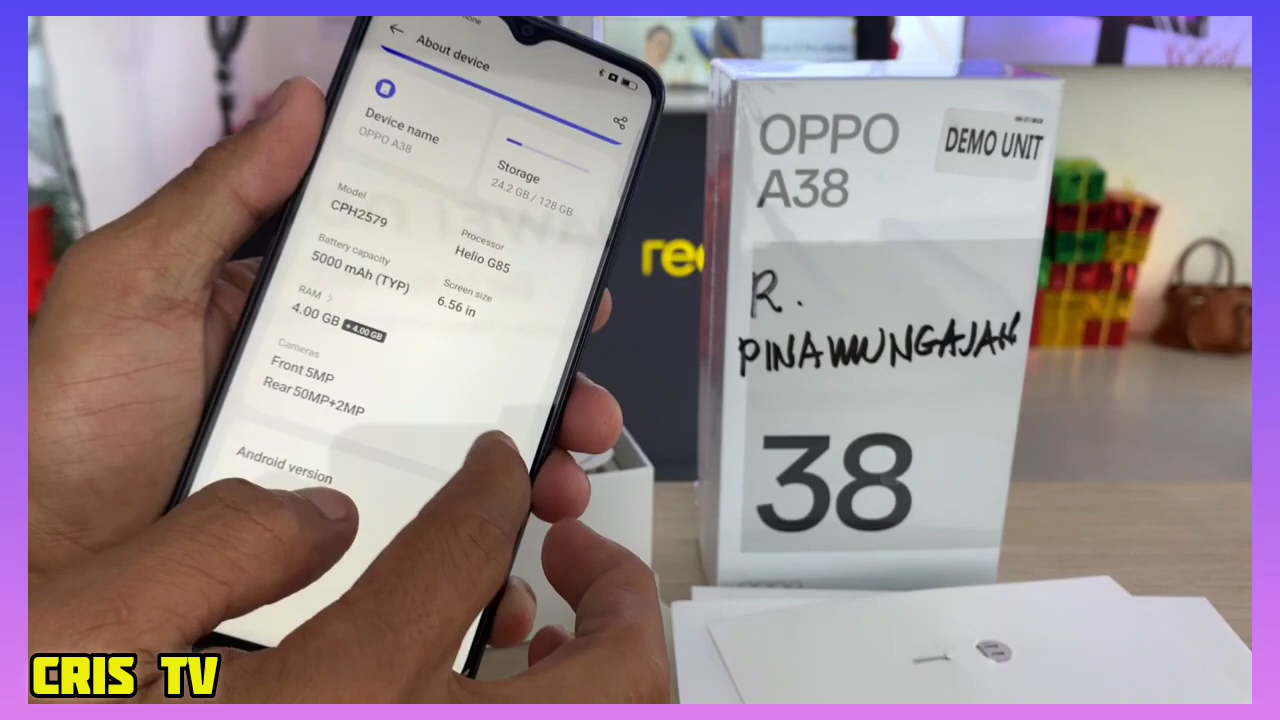 About device
Device name
OPPO A38
Storage
24.2 GB / 128 GB
Model
CPH2579
Processor
Helio G85
Battery capacity
5000 mAh (TYP)
Screen size
6.56 in
RAM
4.00 GB + 4.00 GB
Cameras
Front 5MP
Rear 50MP+2MP
Android version
OPPO
A38
DEMO UNIT
R.
PINAMUNGAJAN
38
CRIS TV